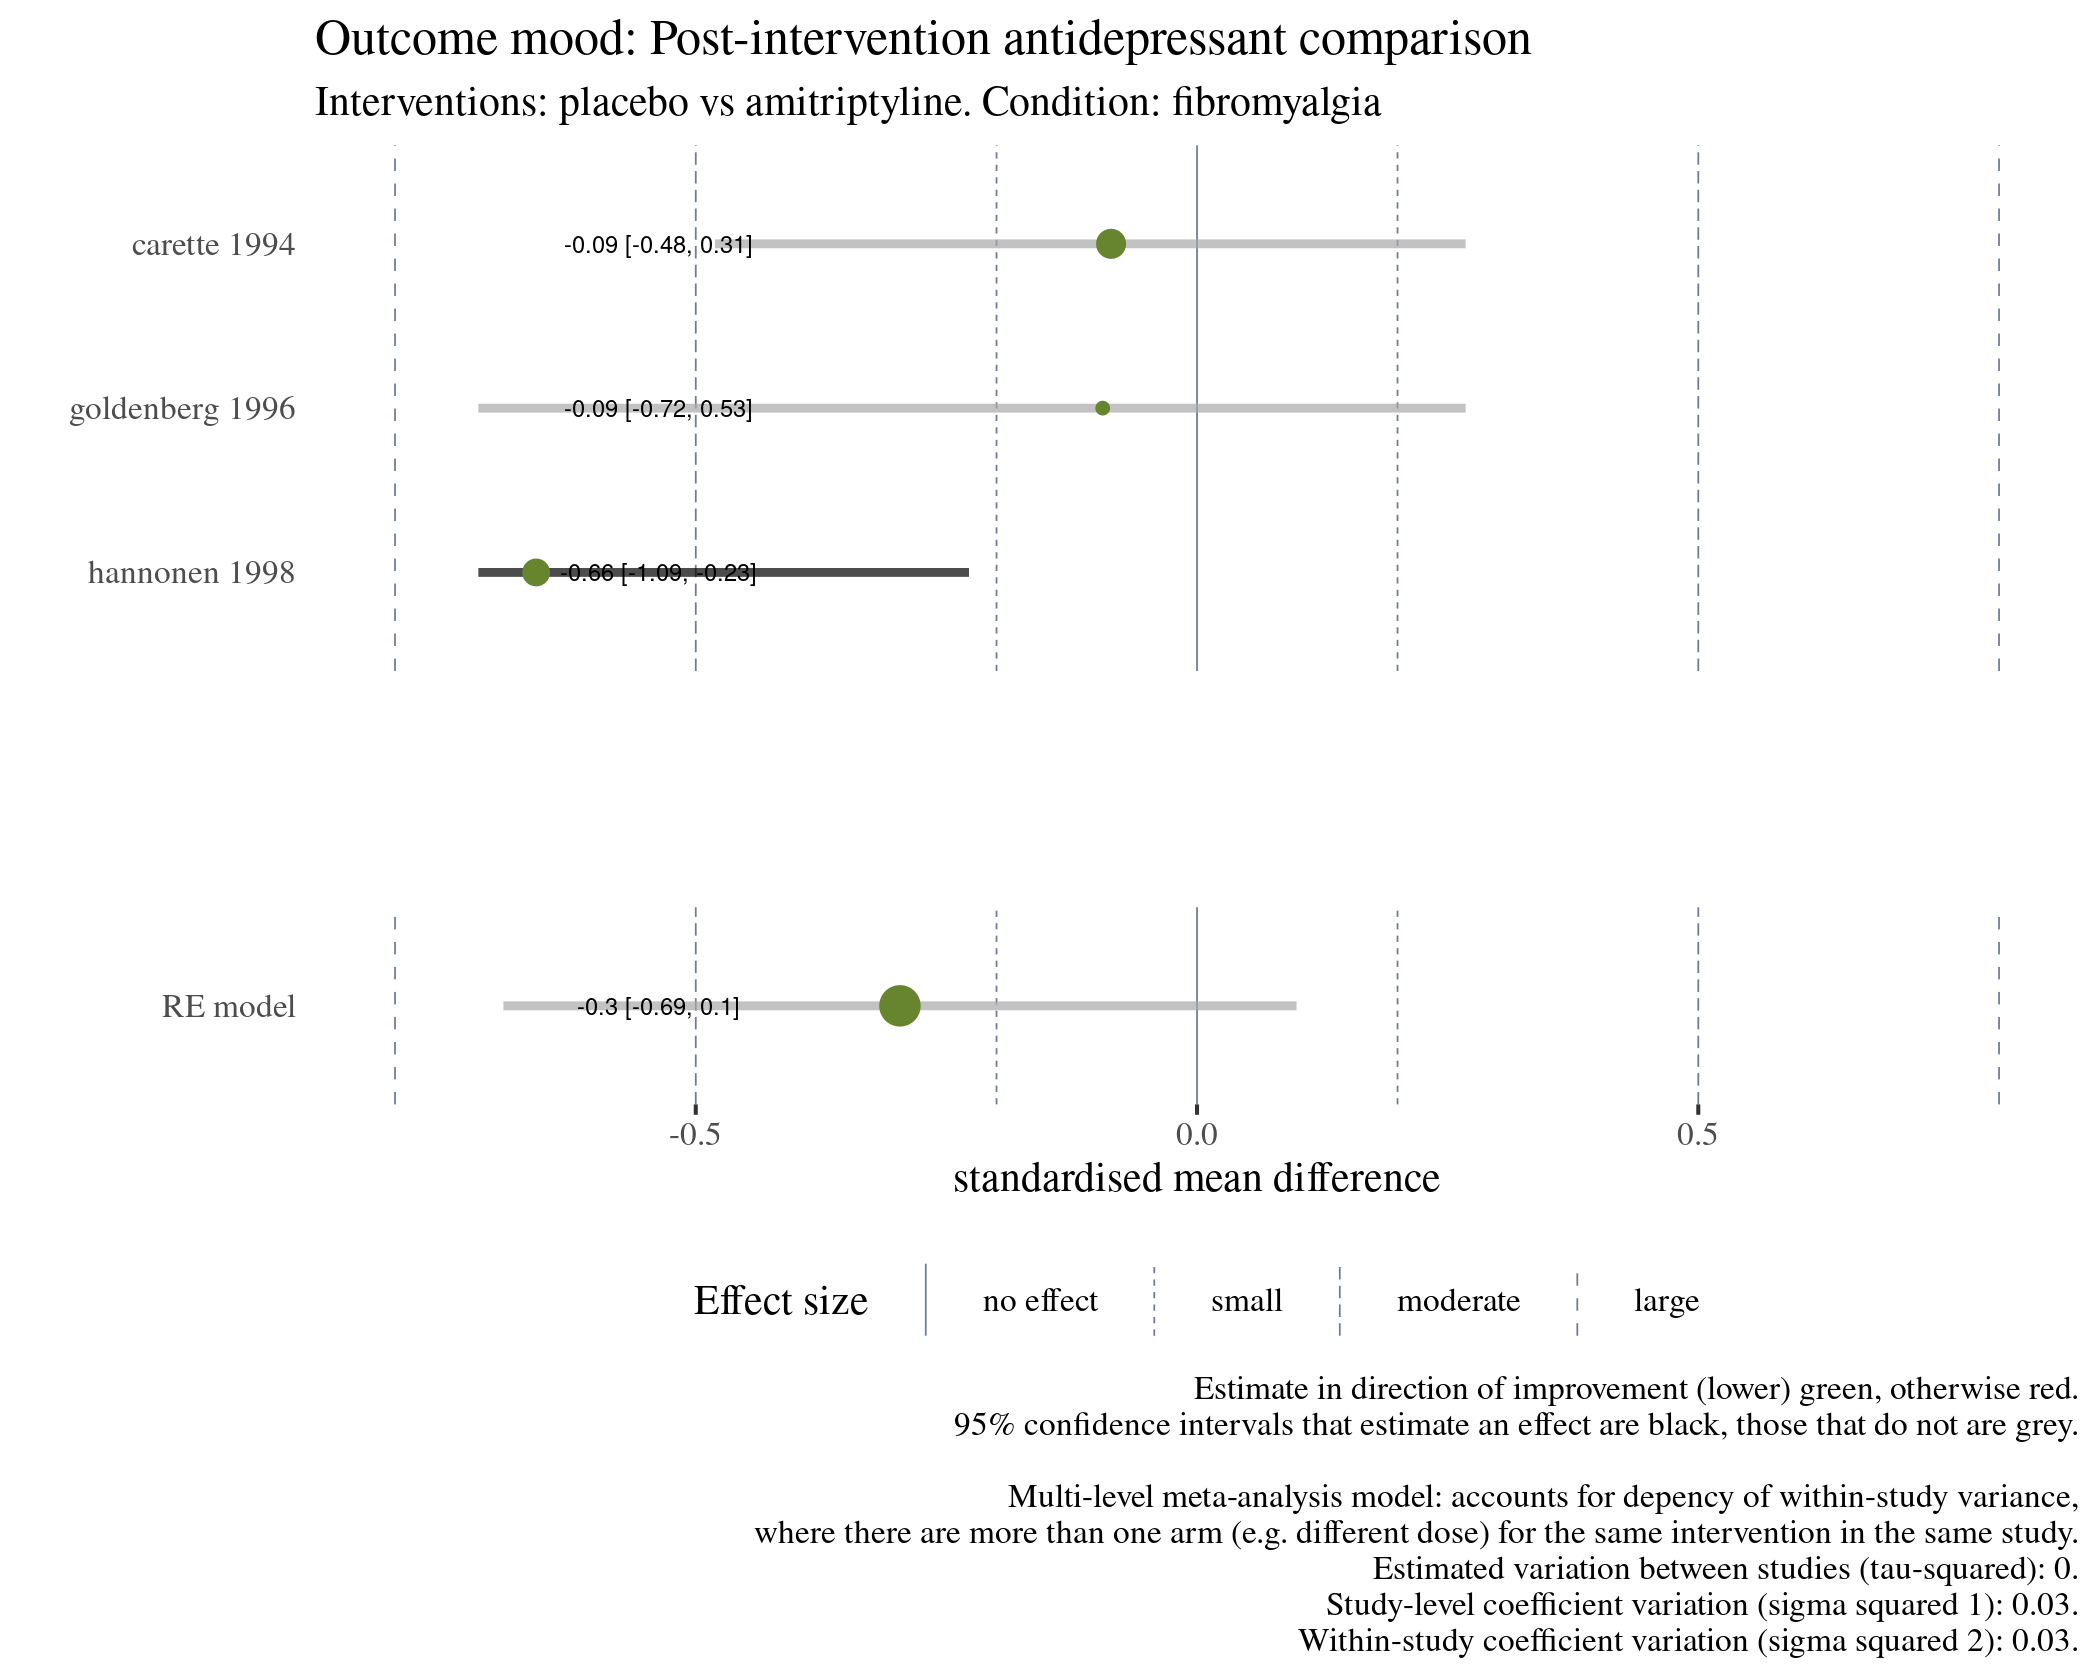 Outcome mood: Post-intervention antidepressant comparison
Interventions: placebo vs amitriptyline. Condition: fibromyalgia
carette 1994
-0.09 [-0.48, 0.31]
goldenberg 1996
-0.09 [-0.72, 0.53]
hannonen 1998
-0.66 [-1.09, -0.23]
RE model
-0.3 [-0.69, 0.1]
-0.5 0.0 0.5
standardised mean difference
Effect size no effect small moderate large
Estimate in direction of improvement (lower) green, otherwise red.
95% confidence intervals that estimate an effect are black, those that do not are grey.
Multi-level meta-analysis model: accounts for depency of within-study variance,
where there are more than one arm (e.g. different dose) for the same intervention in the same study.
Estimated variation between studies (tau-squared): 0.
Study-level coefficient variation (sigma squared 1): 0.03.
Within-study coefficient variation (sigma squared 2): 0.03.